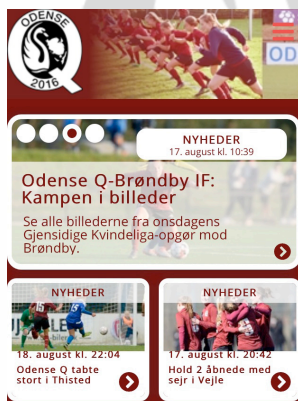 ODENSE
Q
2016
OD
NYHEDER
17. august kl. 10:39
Odense Q-Brøndby IF:
Kampen i billeder
Se alle billederne fra onsdagens
Gjensidige Kvindeliga-opgør mod
Brøndby.
NYHEDER
18. august kl. 22:04
Odense Q tabte
stort i Thisted
NYHEDER
17. august kl. 20:42
Hold 2 åbnede med
sejr i Vejle